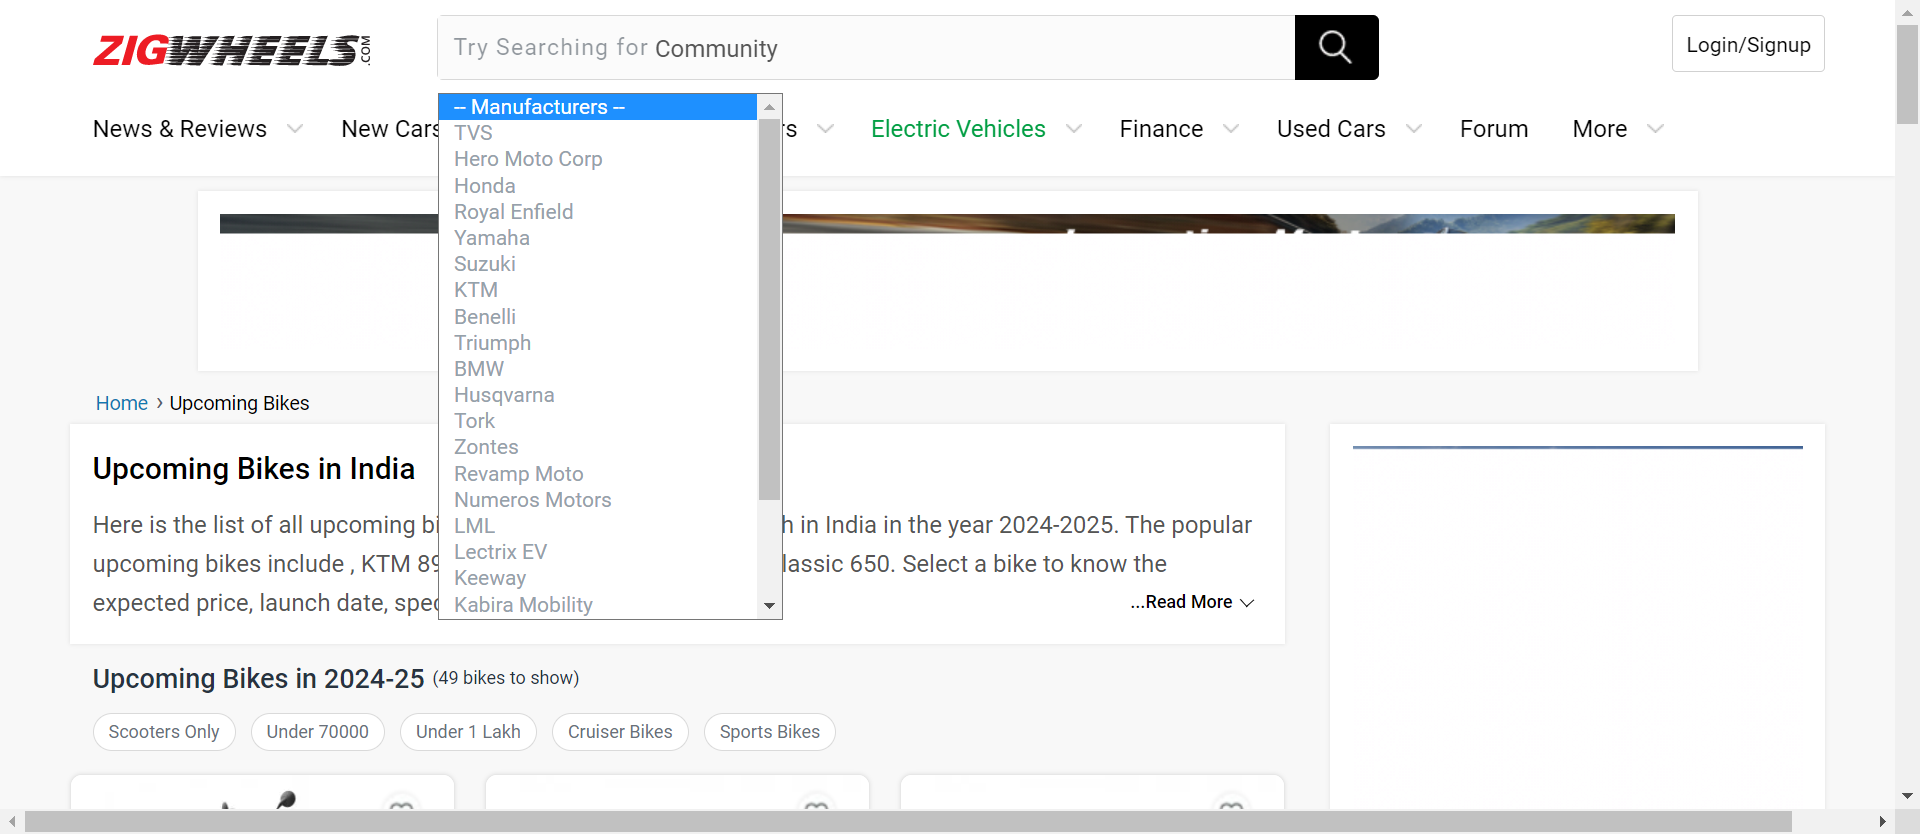 ZIGWHEELS.COM
Try Searching for Community
Login/Signup
News & Reviews
New Cars
rs
Electric Vehicles
Finance
Used Cars
Forum
More
-- Manufacturers --
TVS
Hero Moto Corp
Honda
Royal Enfield
Yamaha
Suzuki
KTM
Benelli
Triumph
BMW
Husqvarna
Tork
Zontes
Revamp Moto
Numeros Motors
LML
Lectrix EV
Keeway
Kabira Mobility
Home › Upcoming Bikes
Upcoming Bikes in India
Here is the list of all upcoming bi h in India in the year 2024-2025. The popular
upcoming bikes include , KTM 89 lassic 650. Select a bike to know the
expected price, launch date, spec
...Read More
Upcoming Bikes in 2024-25 (49 bikes to show)
Scooters Only
Under 70000
Under 1 Lakh
Cruiser Bikes
Sports Bikes